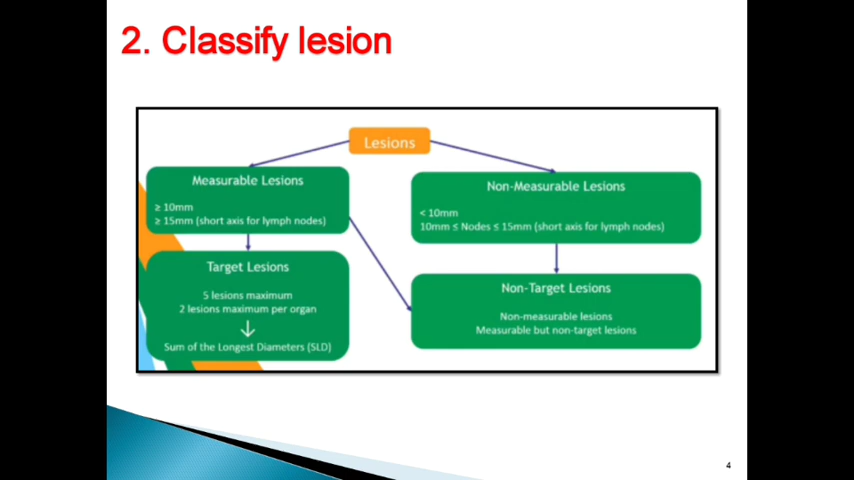 2. Classify lesion
Lesions
Measurable Lesions
≥ 10mm
≥ 15mm (short axis for lymph nodes)
Non-Measurable Lesions
< 10mm
10mm ≤ Nodes ≤ 15mm (short axis for lymph nodes)
Target Lesions
5 lesions maximum
2 lesions maximum per organ
Sum of the Longest Diameters (SLD)
Non-Target Lesions
Non-measurable lesions
Measurable but non-target lesions
4